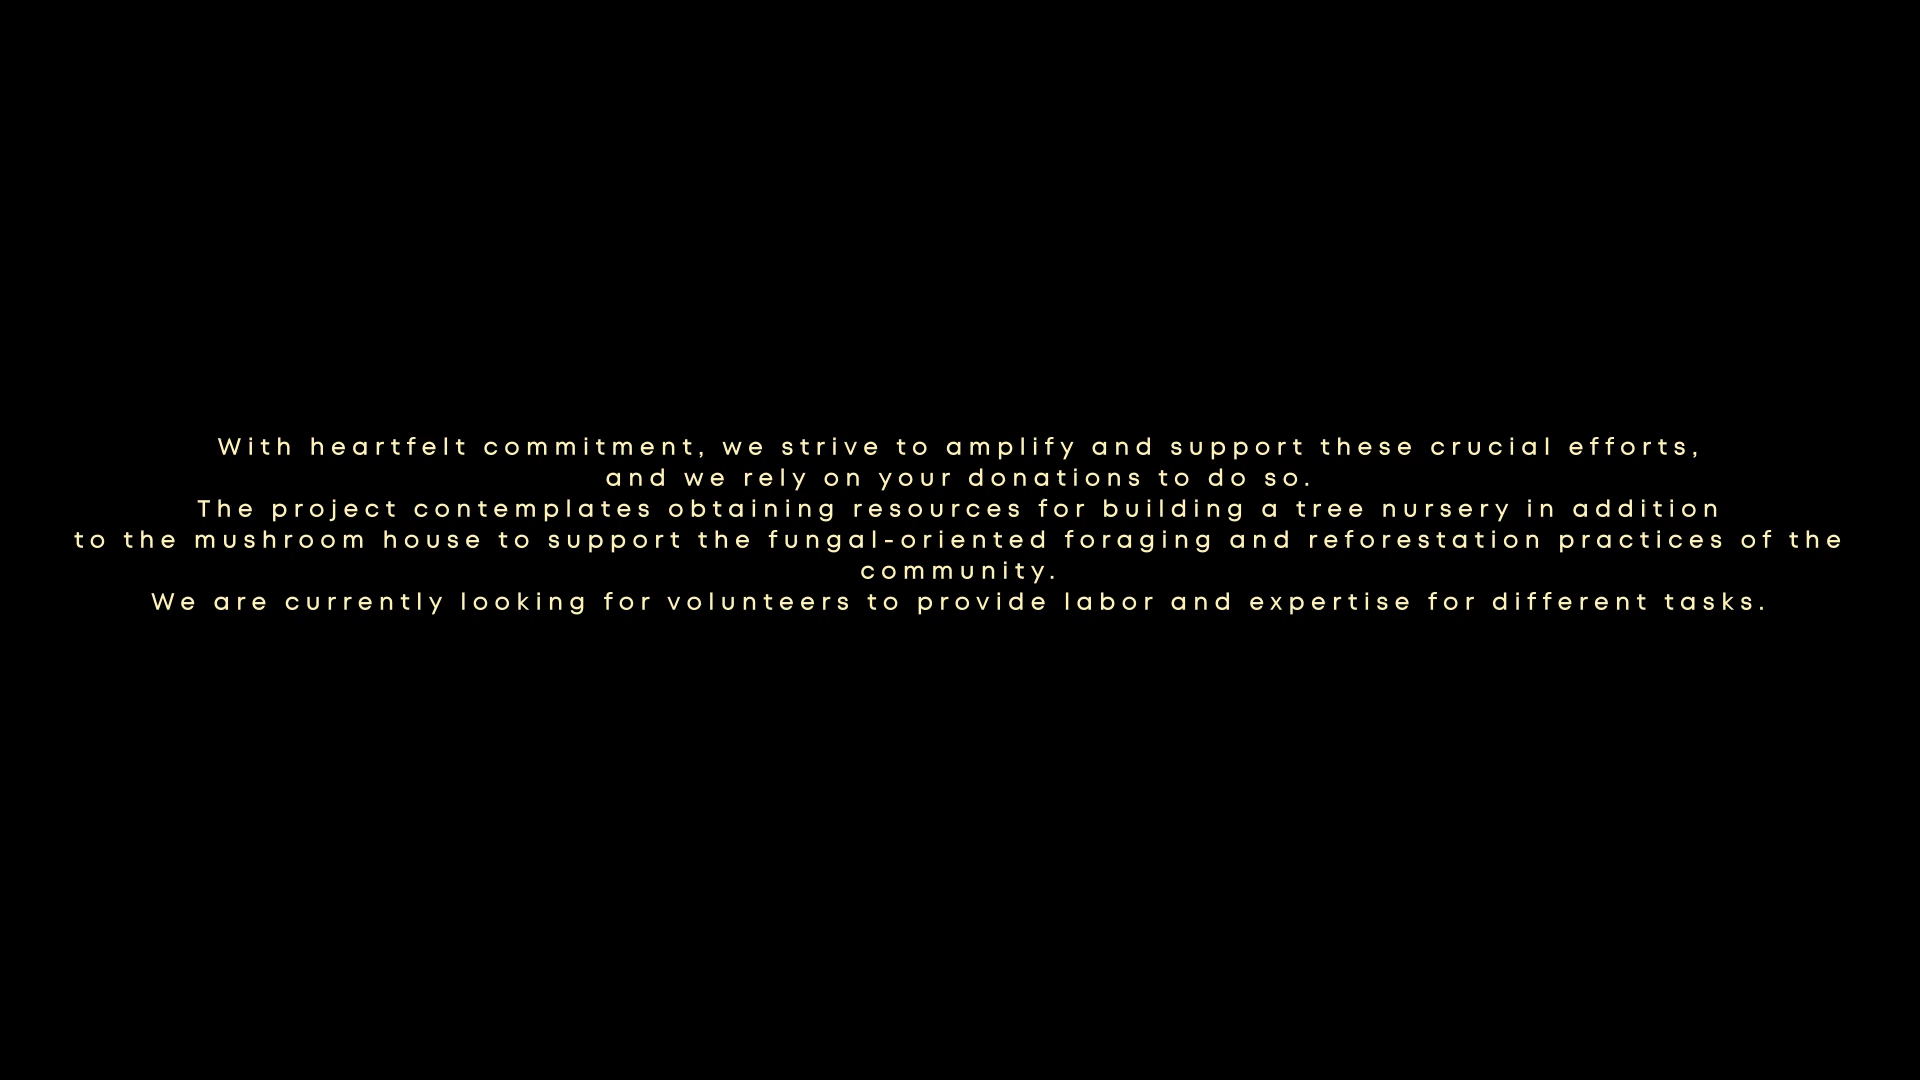 With heartfelt commitment, we strive to amplify and support these crucial efforts,
and we rely on your donations to do so.
The project contemplates obtaining resources for building a tree nursery in addition
to the mushroom house to support the fungal-oriented foraging and reforestation practices of the
community.
We are currently looking for volunteers to provide labor and expertise for different tasks.